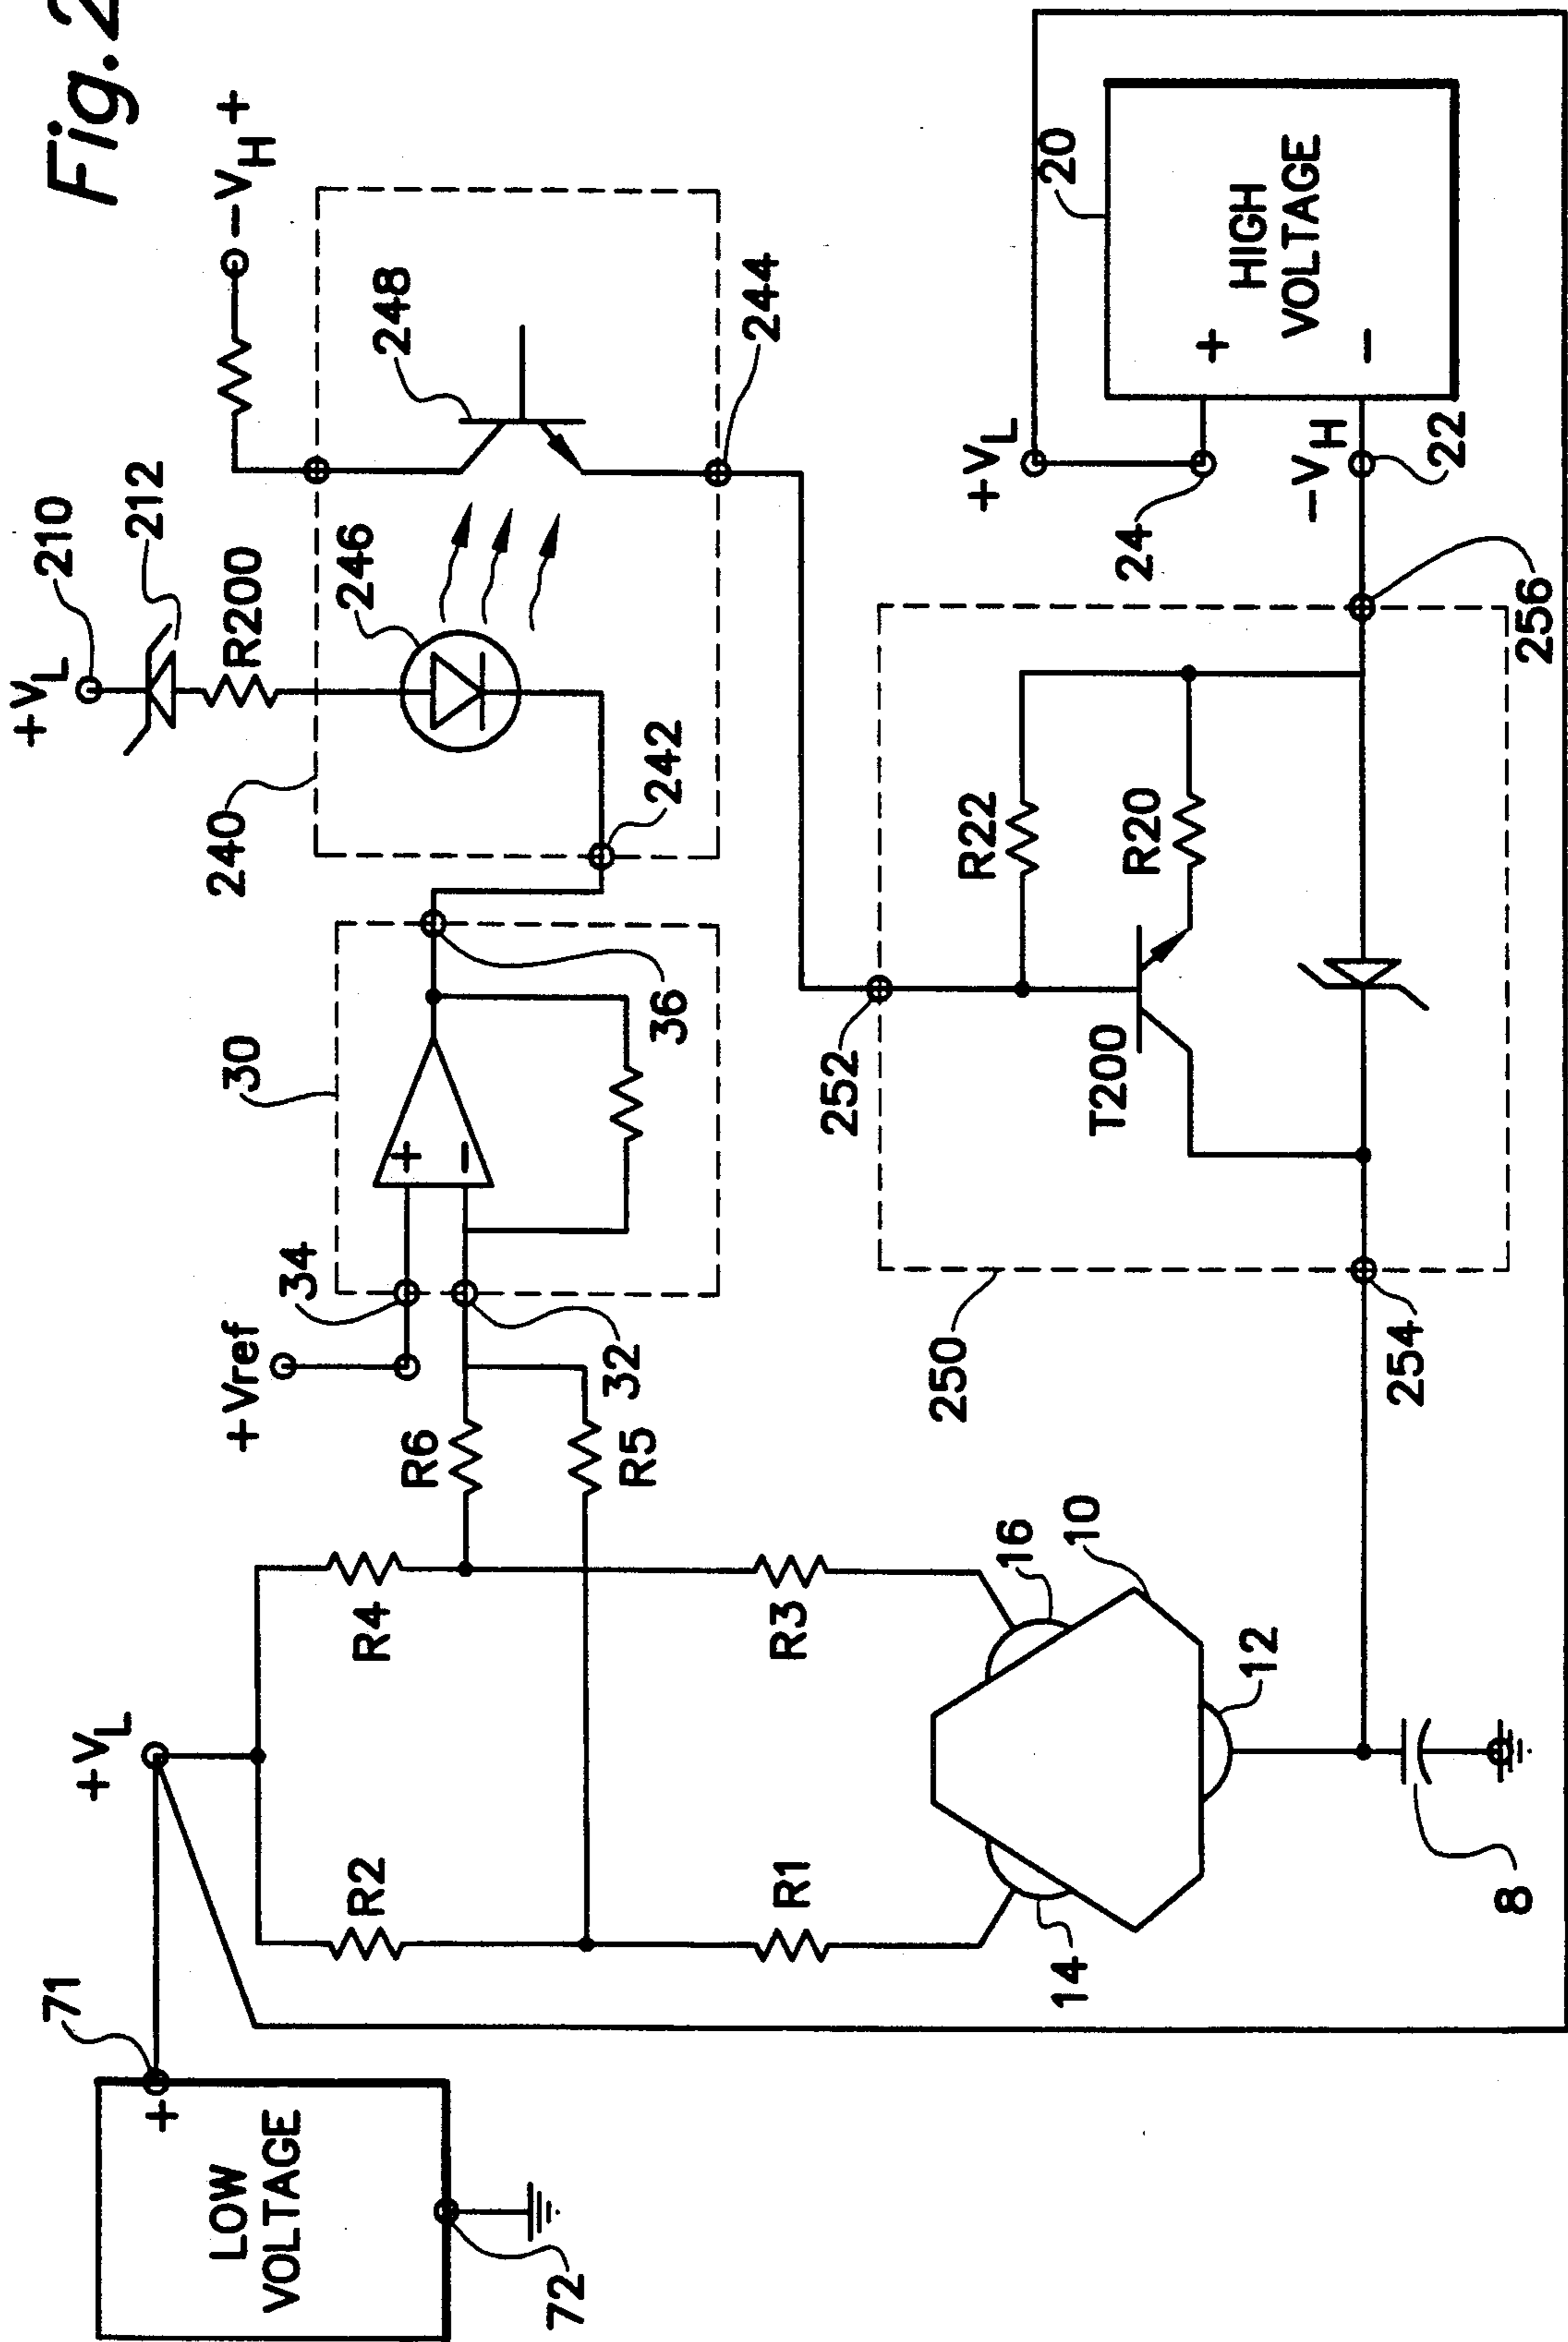 Fig. 2
71
+
LOW
VOLTAGE
72
+VL
R2
R4
R1
R3
14
16
10
12
8
+Vref
34
R6
R5
32
30
+
−
36
+VL
210
212
R200
240
242
246
248
−VH+
244
250
252
254
256
T200
R22
R20
+VL
24
−VH
22
20
+
−
HIGH
VOLTAGE